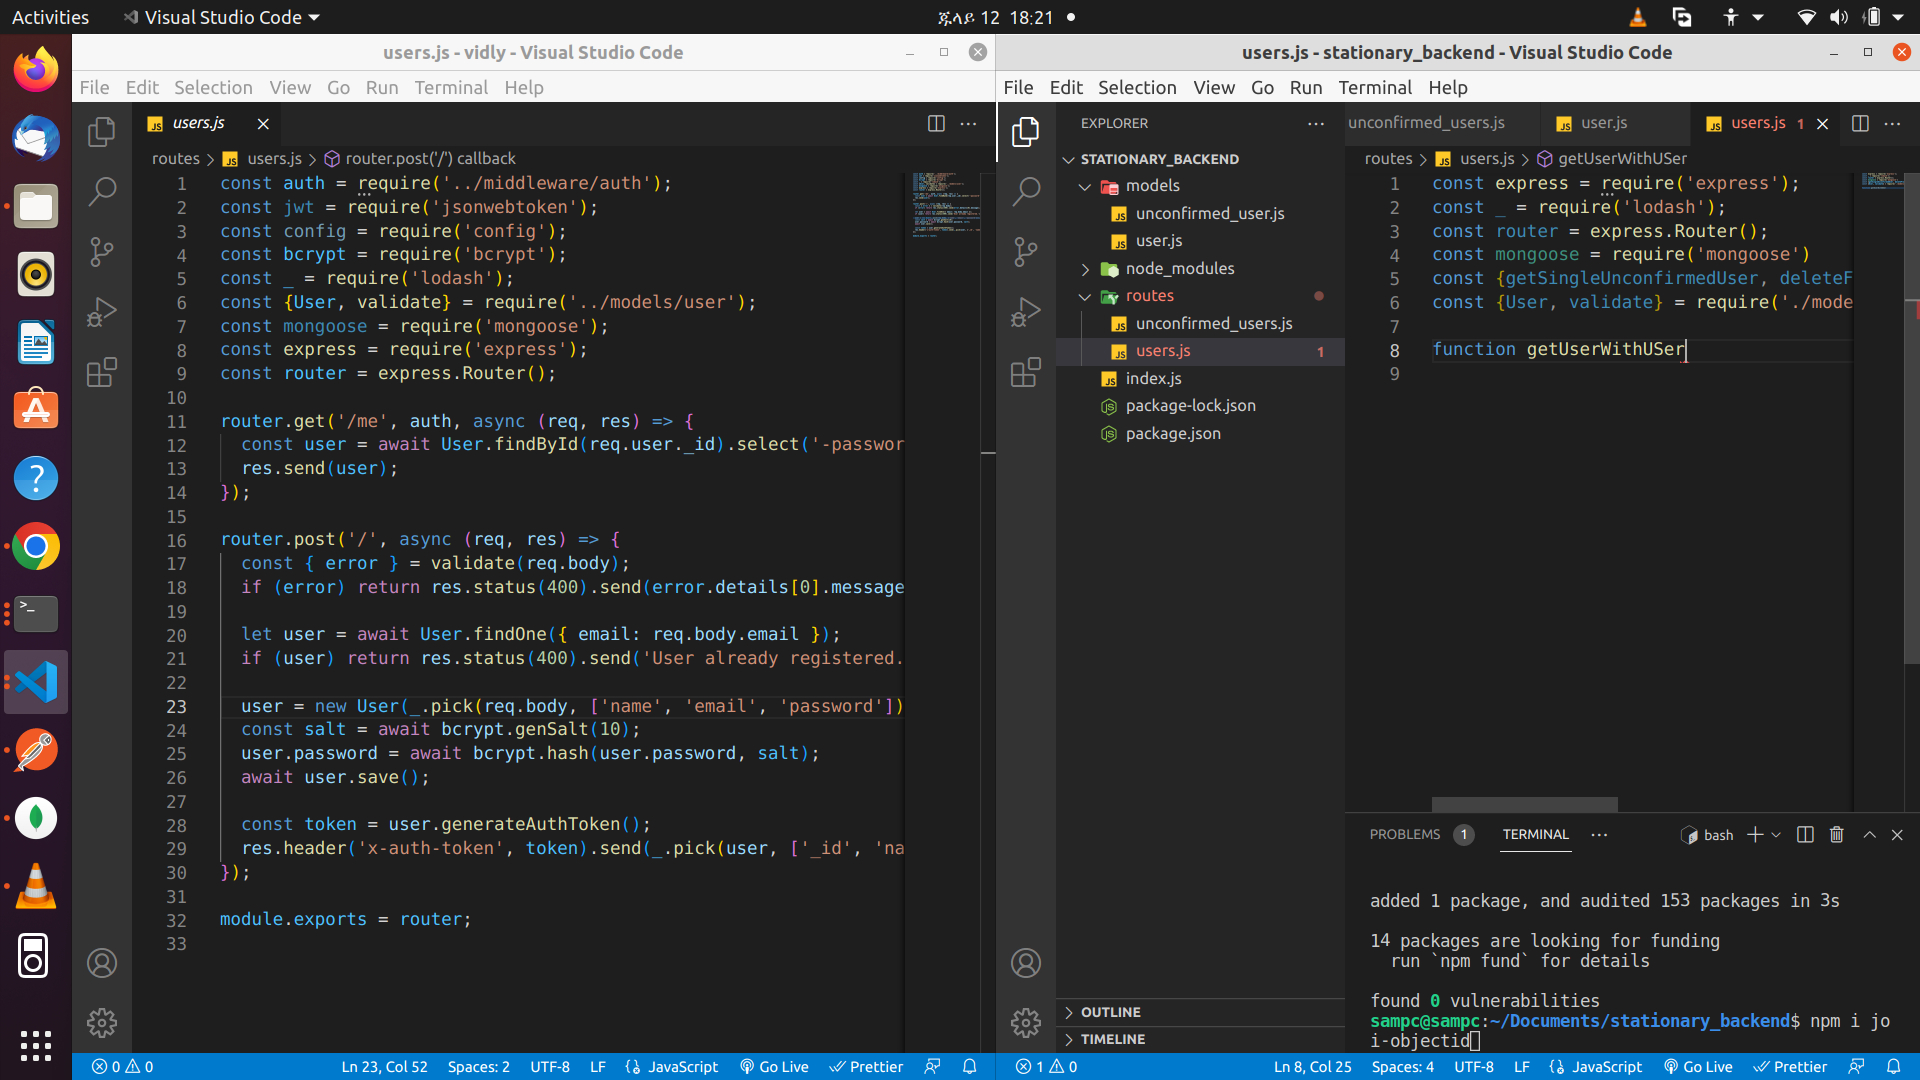 Activities
Visual Studio Code
ጁላይ 12 18:21
users.js - vidly - Visual Studio Code
File Edit Selection View Go Run Terminal Help
users.js
routes > users.js > router.post('/') callback
1 const auth = require('../middleware/auth');
2 const jwt = require('jsonwebtoken');
3 const config = require('config');
4 const bcrypt = require('bcrypt');
5 const _ = require('lodash');
6 const {User, validate} = require('../models/user');
7 const mongoose = require('mongoose');
8 const express = require('express');
9 const router = express.Router();
10
11 router.get('/me', auth, async (req, res) => {
12 const user = await User.findById(req.user._id).select('-passwor
13 res.send(user);
14 });
15
16 router.post('/', async (req, res) => {
17 const { error } = validate(req.body);
18 if (error) return res.status(400).send(error.details[0].message
19
20 let user = await User.findOne({ email: req.body.email });
21 if (user) return res.status(400).send('User already registered.
22
23 user = new User(_.pick(req.body, ['name', 'email', 'password'])
24 const salt = await bcrypt.genSalt(10);
25 user.password = await bcrypt.hash(user.password, salt);
26 await user.save();
27
28 const token = user.generateAuthToken();
29 res.header('x-auth-token', token).send(_.pick(user, ['_id', 'na
30 });
31
32 module.exports = router;
33
0 0 Ln 23, Col 52 Spaces: 2 UTF-8 LF JavaScript Go Live Prettier
users.js - stationary_backend - Visual Studio Code
File Edit Selection View Go Run Terminal Help
EXPLORER
STATIONARY_BACKEND
models
unconfirmed_user.js
user.js
node_modules
routes
unconfirmed_users.js
users.js 1
index.js
package-lock.json
package.json
OUTLINE
TIMELINE
unconfirmed_users.js user.js users.js 1
routes > users.js > getUserWithUSer
1 const express = require('express');
2 const _ = require('lodash');
3 const router = express.Router();
4 const mongoose = require('mongoose')
5 const {getSingleUnconfirmedUser, deleteF
6 const {User, validate} = require('./mode
7
8 function getUserWithUSer
9
PROBLEMS 1 TERMINAL bash
added 1 package, and audited 153 packages in 3s
14 packages are looking for funding
run `npm fund` for details
found 0 vulnerabilities
sampc@sampc:~/Documents/stationary_backend$ npm i jo
i-objectid
1 0 Ln 8, Col 25 Spaces: 4 UTF-8 LF JavaScript Go Live Prettier